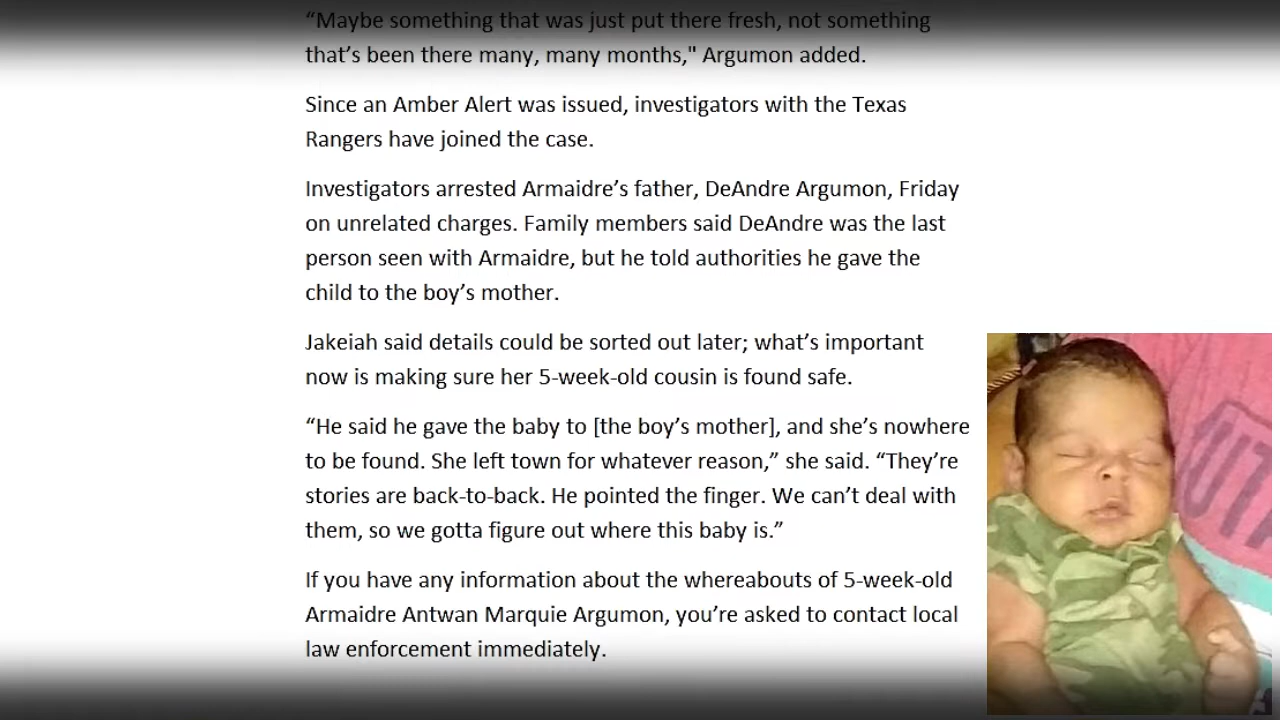 “Maybe something that was just put there fresh, not something
that’s been there many, many months," Argumon added.
Since an Amber Alert was issued, investigators with the Texas
Rangers have joined the case.
Investigators arrested Armaidre’s father, DeAndre Argumon, Friday
on unrelated charges. Family members said DeAndre was the last
person seen with Armaidre, but he told authorities he gave the
child to the boy’s mother.
Jakeiah said details could be sorted out later; what’s important
now is making sure her 5-week-old cousin is found safe.
“He said he gave the baby to [the boy’s mother], and she’s nowhere
to be found. She left town for whatever reason,” she said. “They’re
stories are back-to-back. He pointed the finger. We can’t deal with
them, so we gotta figure out where this baby is.”
If you have any information about the whereabouts of 5-week-old
Armaidre Antwan Marquie Argumon, you’re asked to contact local
law enforcement immediately.